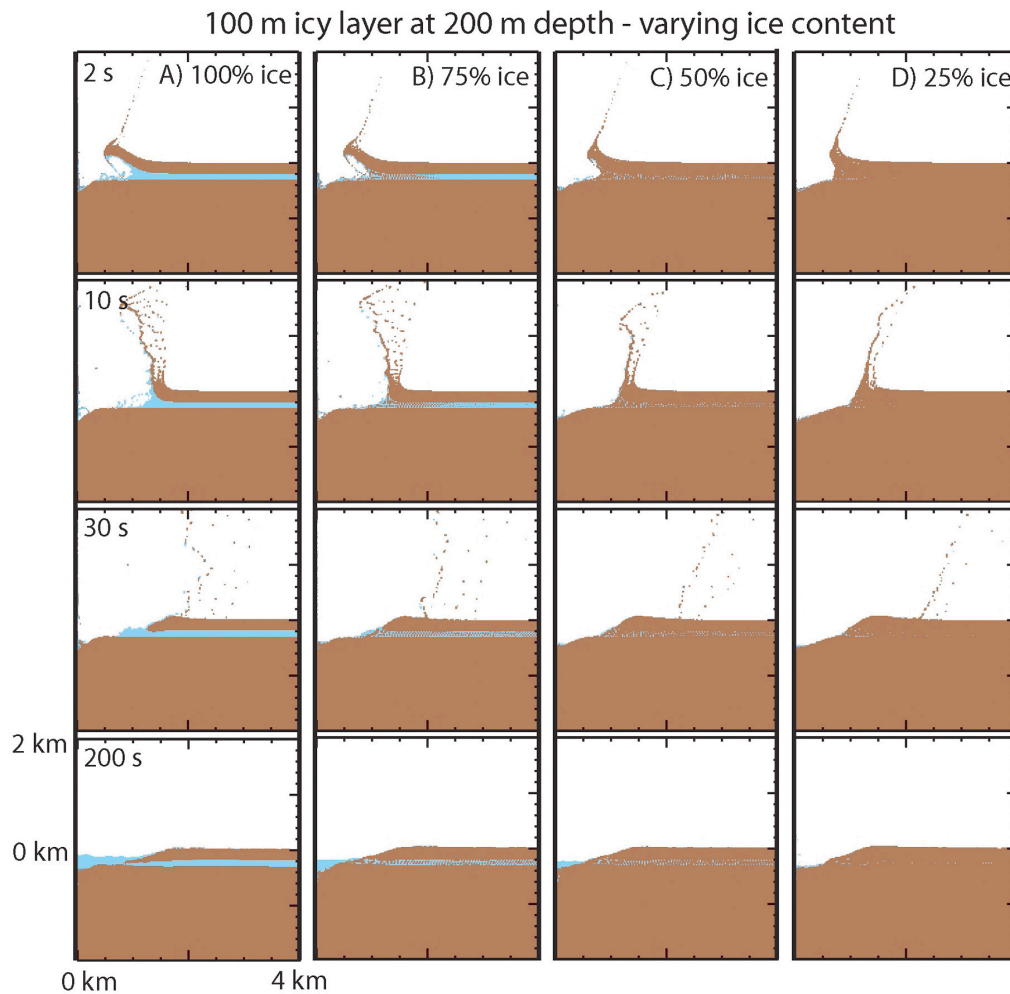 100 m icy layer at 200 m depth - varying ice content
2 s
A) 100% ice
B) 75% ice
C) 50% ice
D) 25% ice
10 s
30 s
2 km
200 s
0 km
0 km
4 km